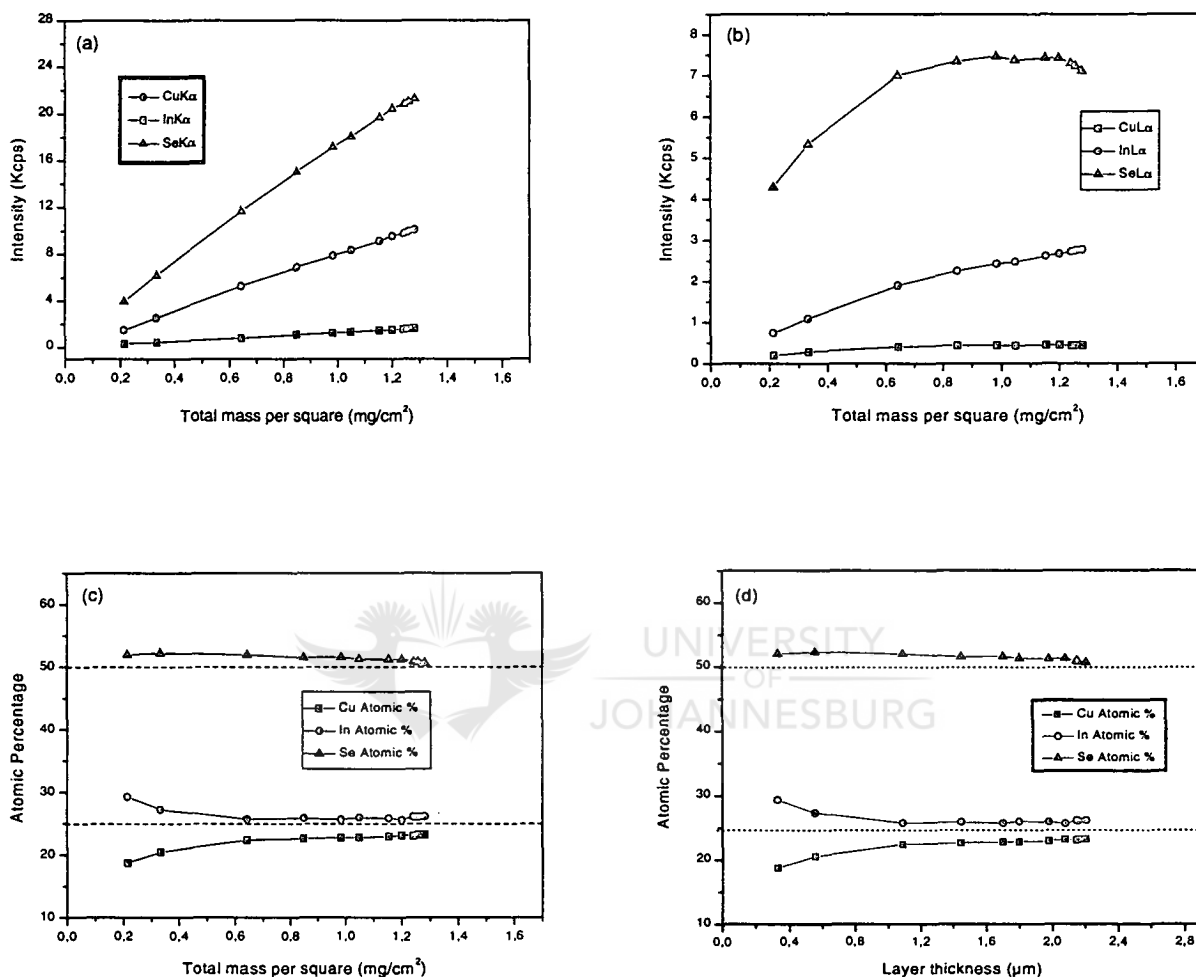 (a)
28
24
20
16
12
8
4
0
Intensity (Kcps)
CuKα
InKα
SeKα
0,0 0,2 0,4 0,6 0,8 1,0 1,2 1,4 1,6
Total mass per square (mg/cm²)
(b)
8
7
6
5
4
3
2
1
0
Intensity (Kcps)
CuLα
InLα
SeLα
0,0 0,2 0,4 0,6 0,8 1,0 1,2 1,4 1,6
Total mass per square (mg/cm²)
(c)
60
50
40
30
20
10
Atomic Percentage
Cu Atomic %
In Atomic %
Se Atomic %
0,0 0,2 0,4 0,6 0,8 1,0 1,2 1,4 1,6
Total mass per square (mg/cm²)
(d)
60
50
40
30
20
10
Atomic Percentage
Cu Atomic %
In Atomic %
Se Atomic %
0,0 0,4 0,8 1,2 1,6 2,0 2,4 2,8
Layer thickness (μm)
UNIVERSITY
OF
JOHANNESBURG